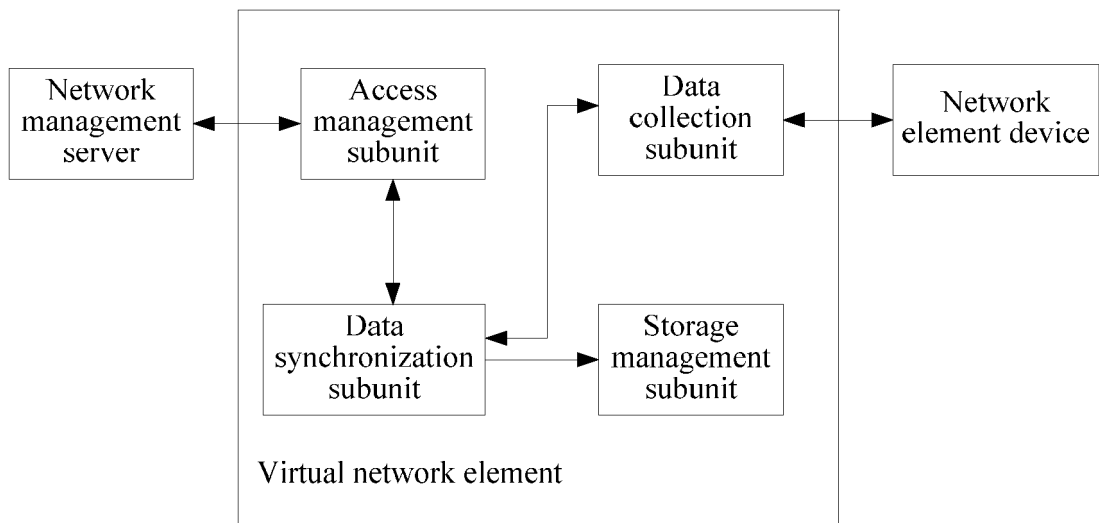 Network
management
server
Access
management
subunit
Data
collection
subunit
Network
element device
Data
synchronization
subunit
Storage
management
subunit
Virtual network element